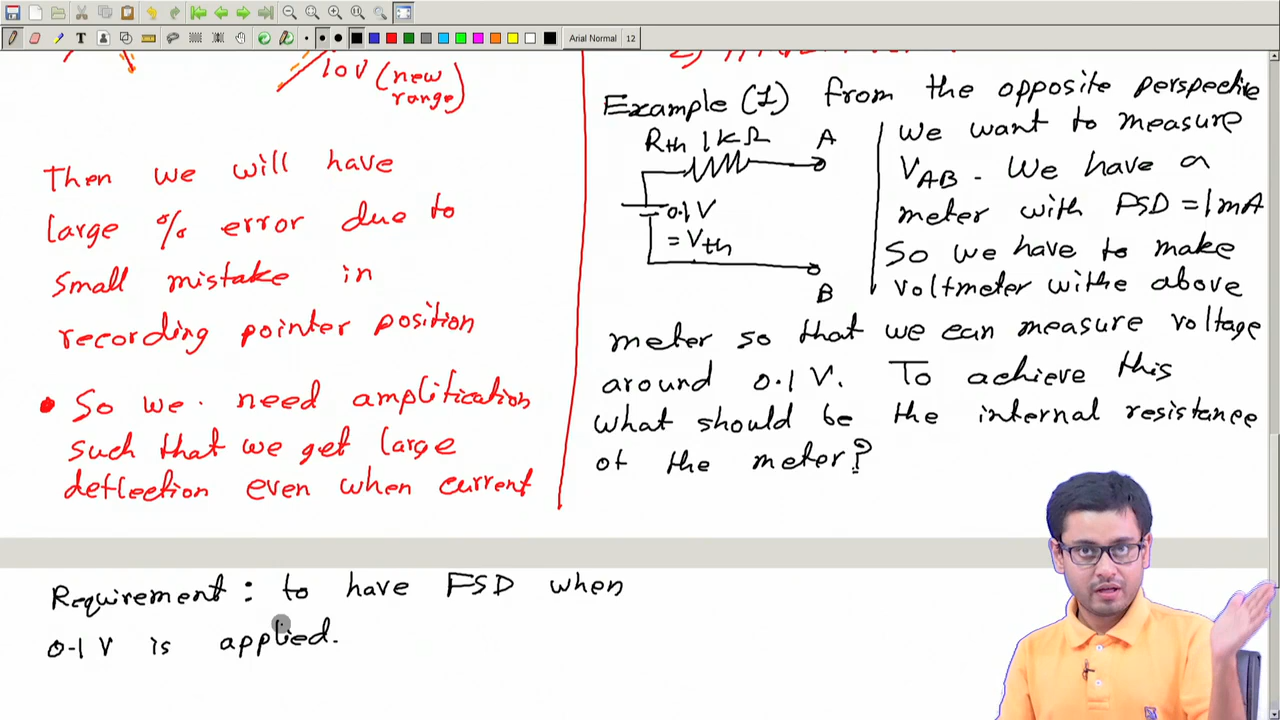 Arial Normal 12
10V (new
range)
Then we will have
large % error due to
small mistake in
recording pointer position
• So we need amplification
such that we get large
deflection even when current
Example (1) from the opposite perspective
Rth 1kΩ A
0.1 V
= Vth
B
We want to measure
VAB. We have a
meter with FSD = 1mA
So we have to make
voltmeter withe above
meter so that we can measure voltage
around 0.1 V. To achieve this
what should be the internal resistance
of the meter?
Requirement: to have FSD when
0.1 V is applied.